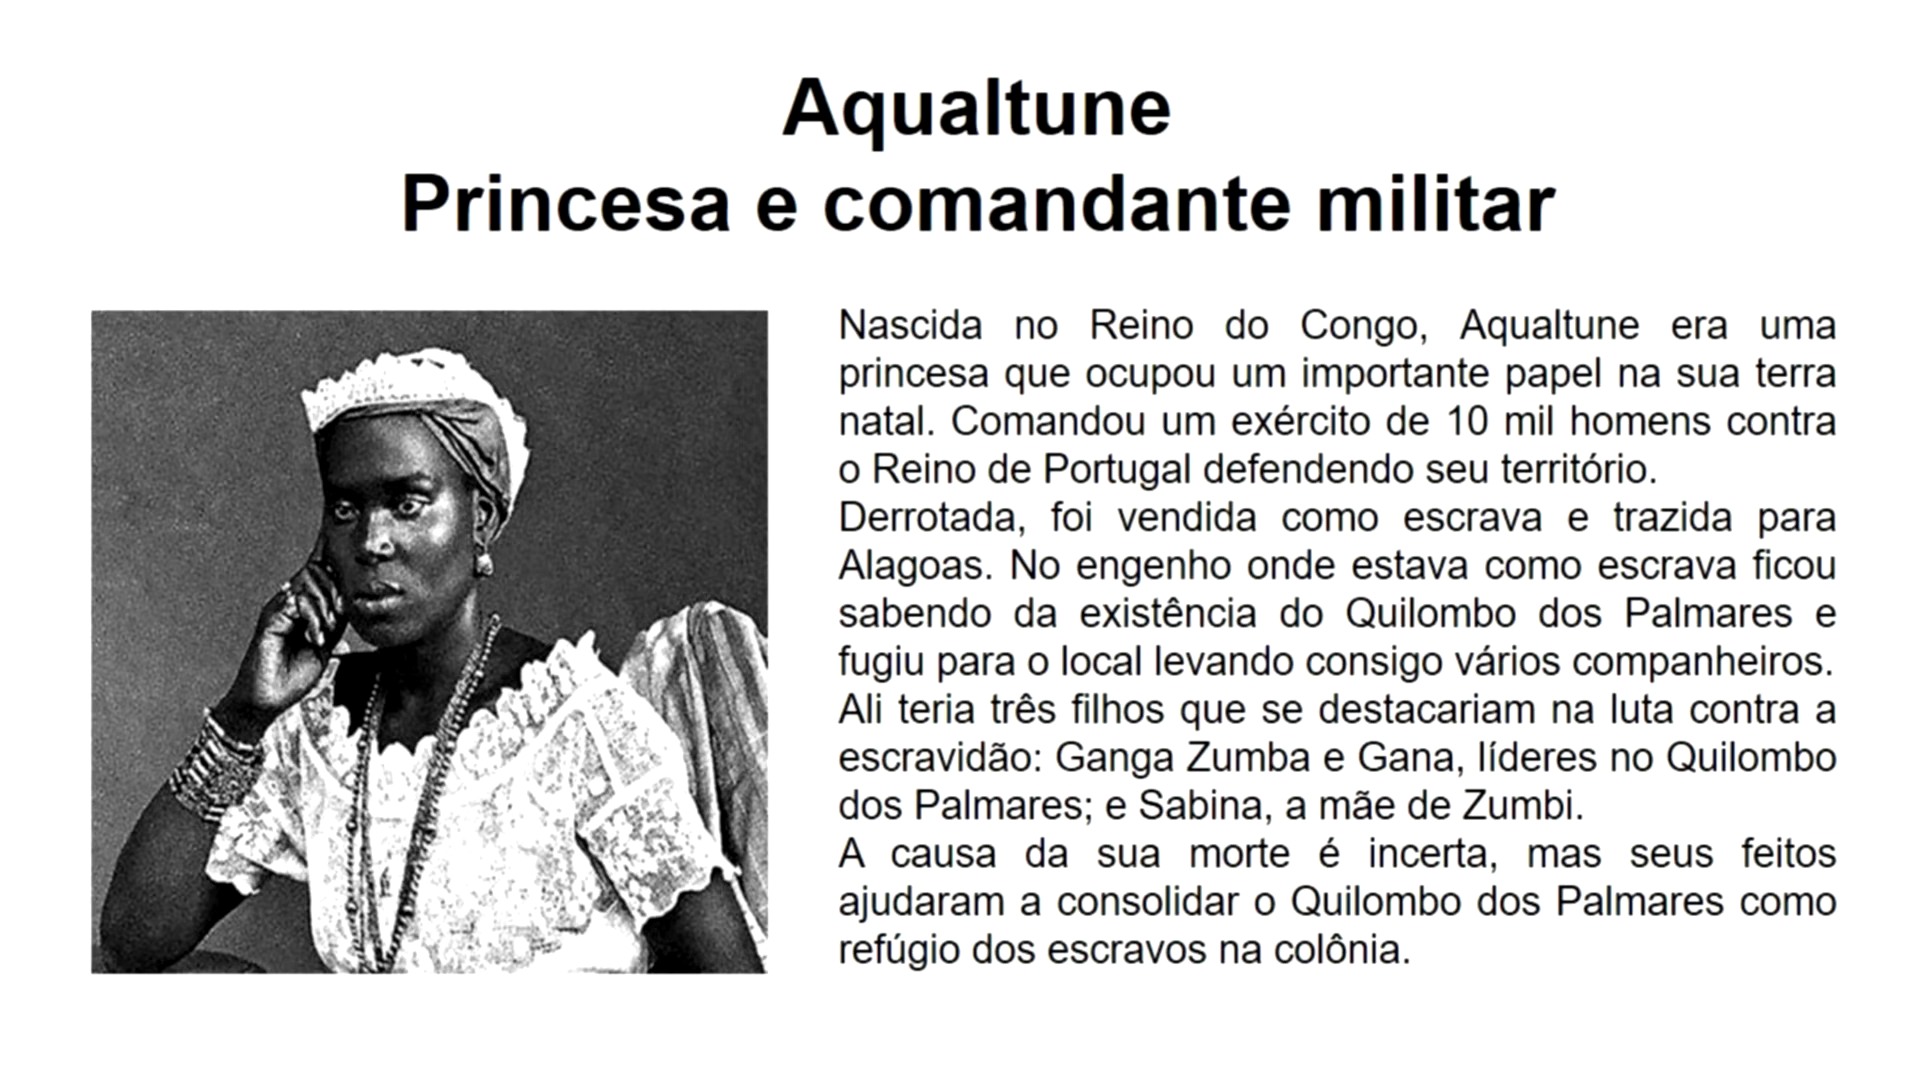 Aqualtune
Princesa e comandante militar
Nascida no Reino do Congo, Aqualtune era uma
princesa que ocupou um importante papel na sua terra
natal. Comandou um exército de 10 mil homens contra
o Reino de Portugal defendendo seu território.
Derrotada, foi vendida como escrava e trazida para
Alagoas. No engenho onde estava como escrava ficou
sabendo da existência do Quilombo dos Palmares e
fugiu para o local levando consigo vários companheiros.
Ali teria três filhos que se destacariam na luta contra a
escravidão: Ganga Zumba e Gana, líderes no Quilombo
dos Palmares; e Sabina, a mãe de Zumbi.
A causa da sua morte é incerta, mas seus feitos
ajudaram a consolidar o Quilombo dos Palmares como
refúgio dos escravos na colônia.